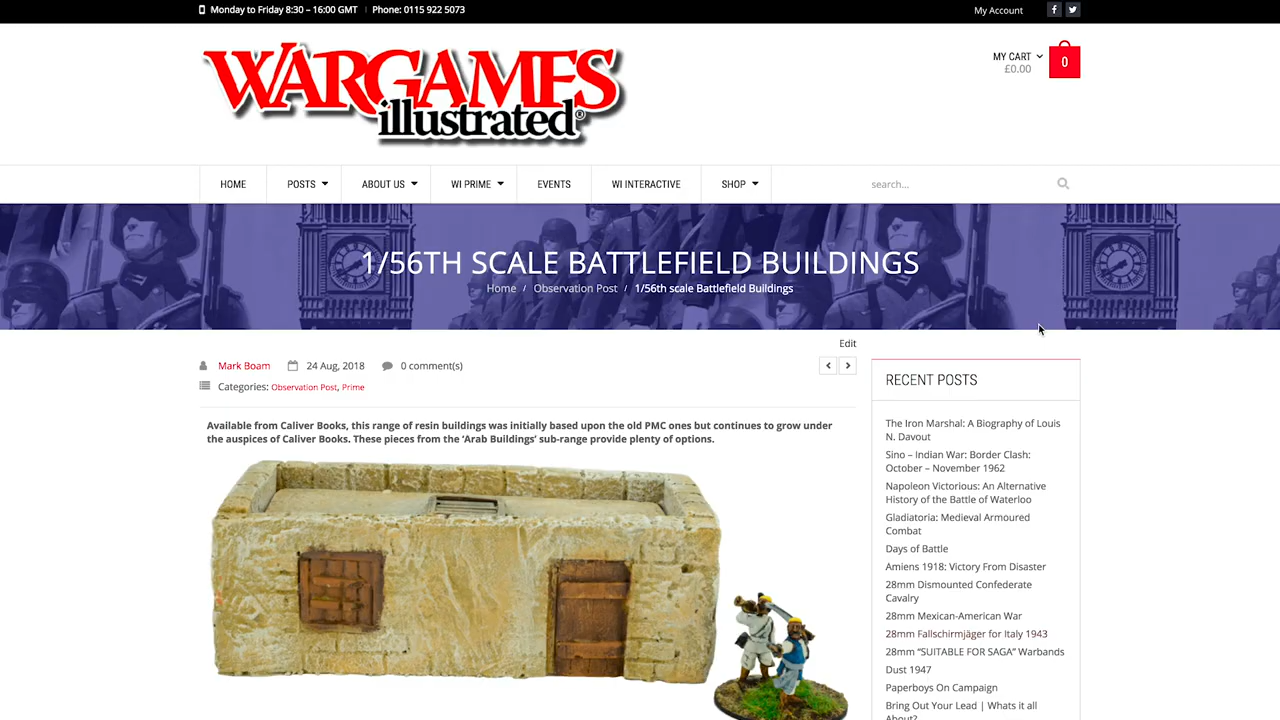 Monday to Friday 8:30 – 16:00 GMT Phone: 0115 922 5073
My Account
WARGAMES
illustrated®
MY CART
£0.00
0
HOME
POSTS
ABOUT US
WI PRIME
EVENTS
WI INTERACTIVE
SHOP
search...
1/56TH SCALE BATTLEFIELD BUILDINGS
Home / Observation Post / 1/56th scale Battlefield Buildings
Edit
Mark Boam 24 Aug, 2018 0 comment(s)
Categories: Observation Post, Prime
Available from Caliver Books, this range of resin buildings was initially based upon the old PMC ones but continues to grow under
the auspices of Caliver Books. These pieces from the ‘Arab Buildings’ sub-range provide plenty of options.
RECENT POSTS
The Iron Marshal: A Biography of Louis
N. Davout
Sino – Indian War: Border Clash:
October – November 1962
Napoleon Victorious: An Alternative
History of the Battle of Waterloo
Gladiatoria: Medieval Armoured
Combat
Days of Battle
Amiens 1918: Victory From Disaster
28mm Dismounted Confederate
Cavalry
28mm Mexican-American War
28mm Fallschirmjäger for Italy 1943
28mm “SUITABLE FOR SAGA” Warbands
Dust 1947
Paperboys On Campaign
Bring Out Your Lead | Whats it all
About?